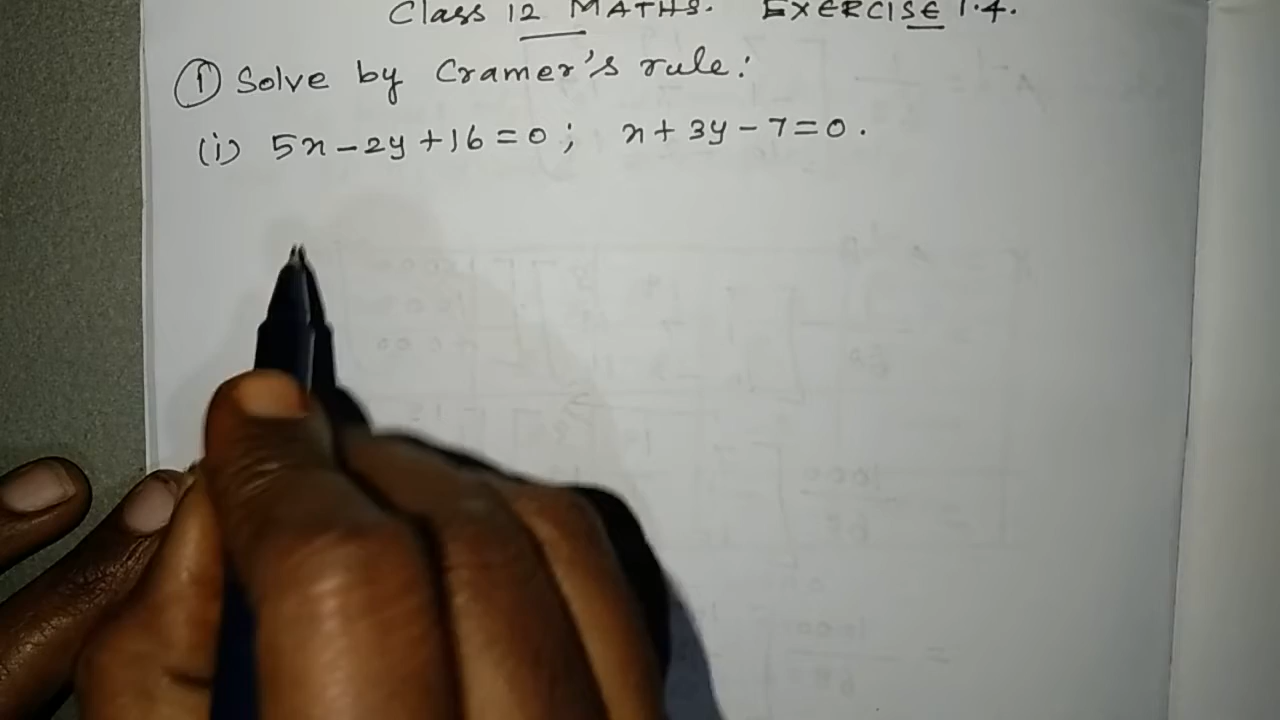 Class 12 MATHS. EXERCISE 1.4.
① Solve by Cramer's rule:
(i) 5x - 2y + 16 = 0 ; x + 3y - 7 = 0 .